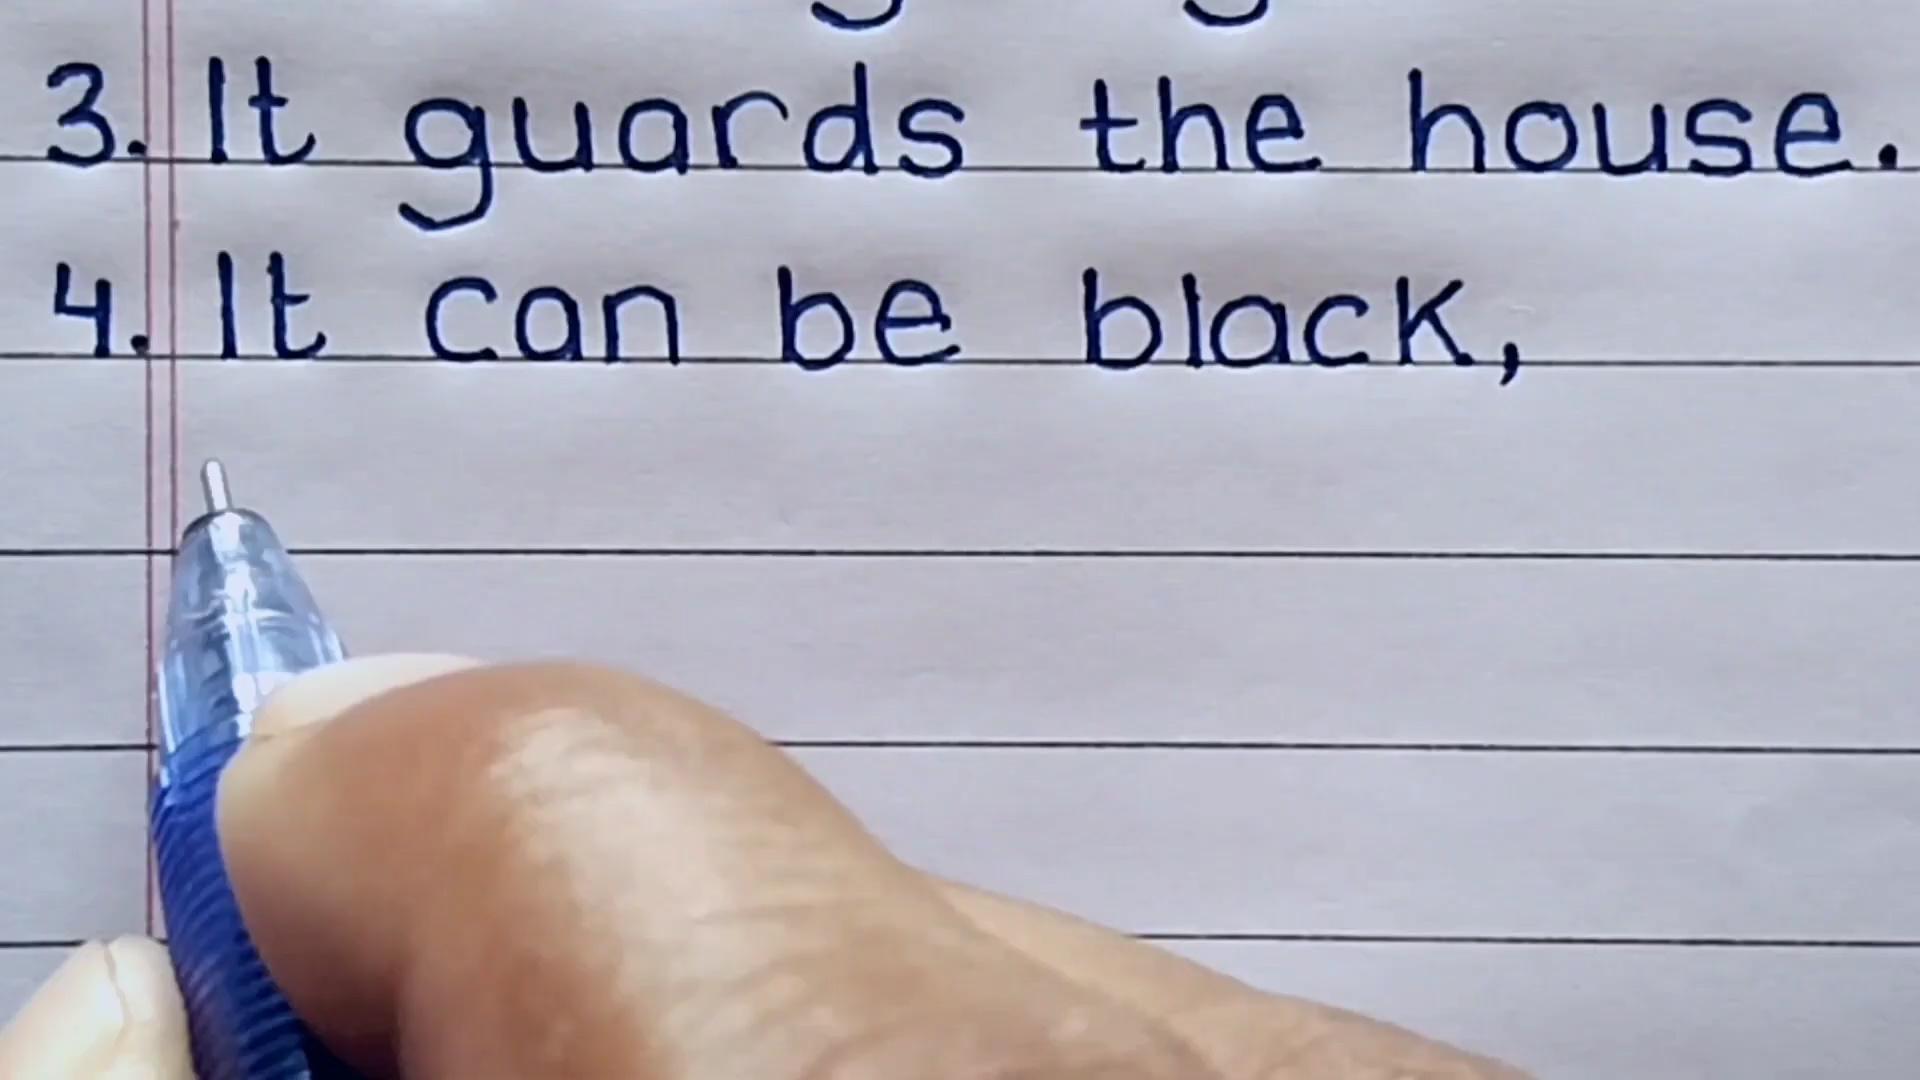 3. It guards the house.
4. It can be black,